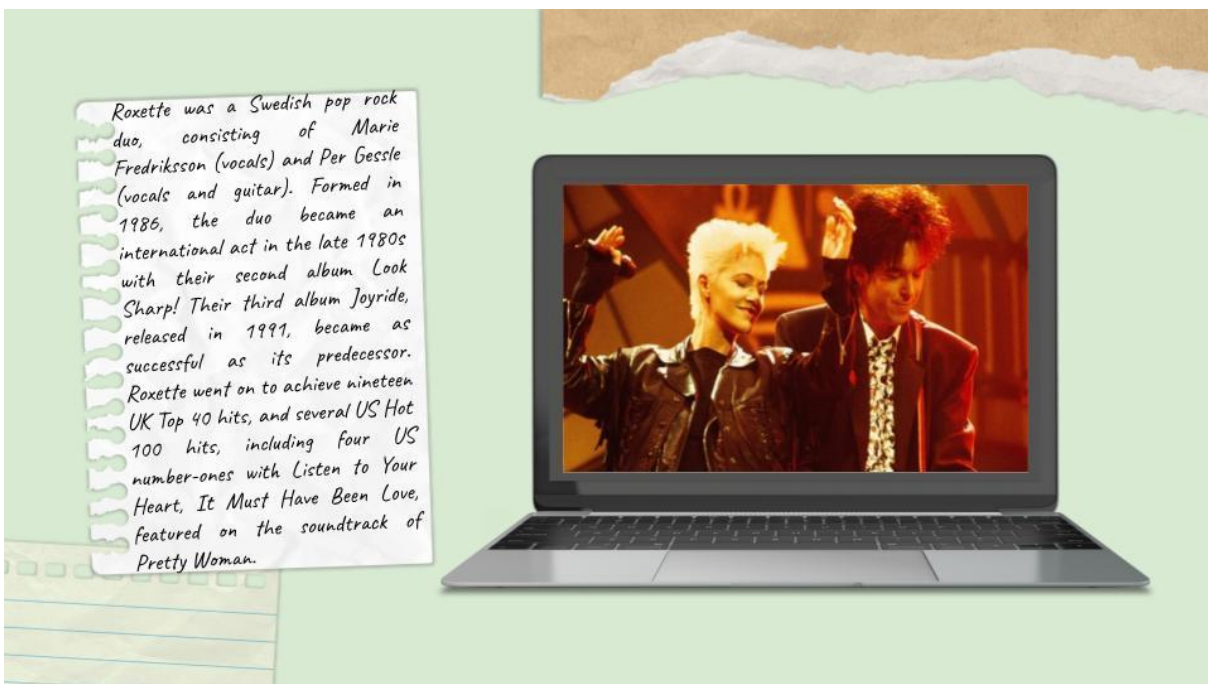 Roxette was a Swedish pop rock
duo, consisting of Marie
Fredriksson (vocals) and Per Gessle
(vocals and guitar). Formed in
1986, the duo became an
international act in the late 1980s
with their second album Look
Sharp! Their third album Joyride,
released in 1991, became as
successful as its predecessor.
Roxette went on to achieve nineteen
UK Top 40 hits, and several US Hot
100 hits, including four US
number-ones with Listen to Your
Heart, It Must Have Been Love,
featured on the soundtrack of
Pretty Woman.